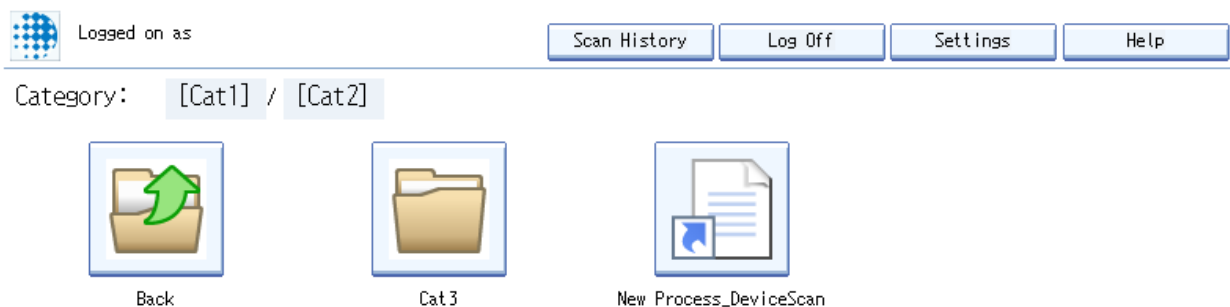 Logged on as
Scan History Log Off Settings Help
Category: [Cat1] / [Cat2]
Back Cat3 New Process_DeviceScan